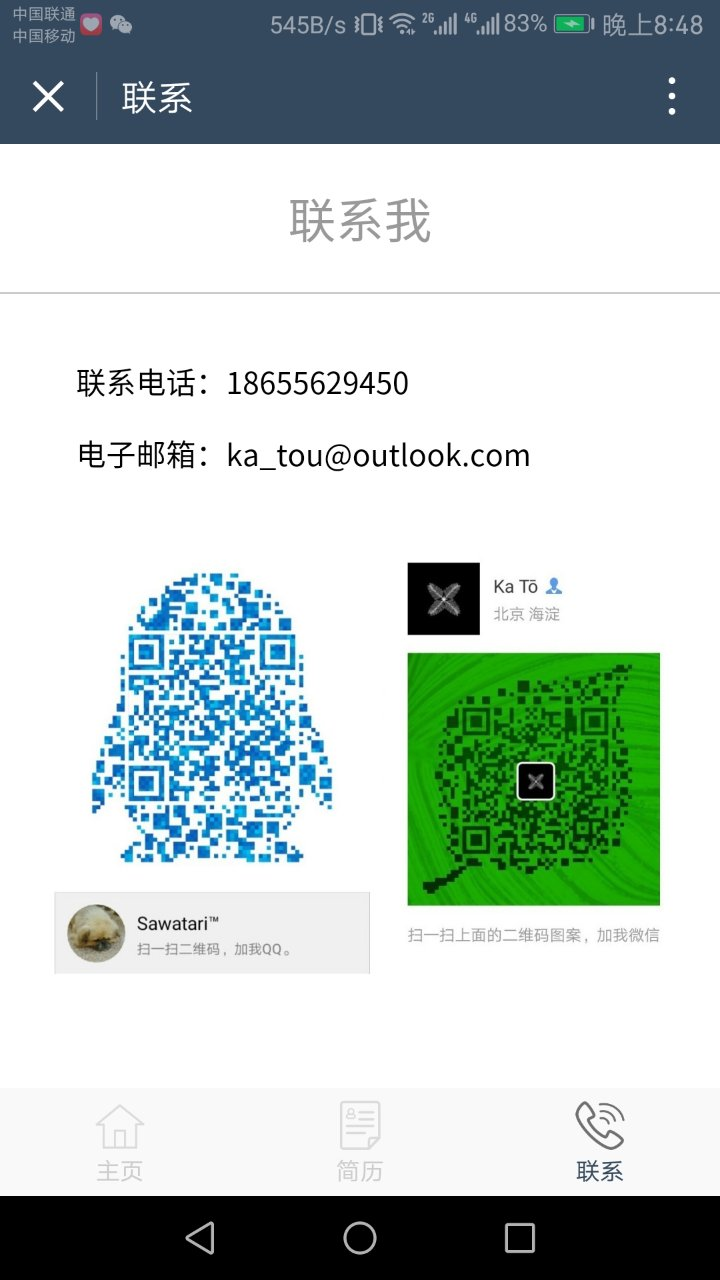 中国联通
中国移动
545B/s 2G 4G 83% 晚上8:48
联系
联系我
联系电话：18655629450
电子邮箱：ka_tou@outlook.com
Ka Tō
北京 海淀
Sawatari™
扫一扫二维码，加我QQ。
扫一扫上面的二维码图案，加我微信
主页
简历
联系